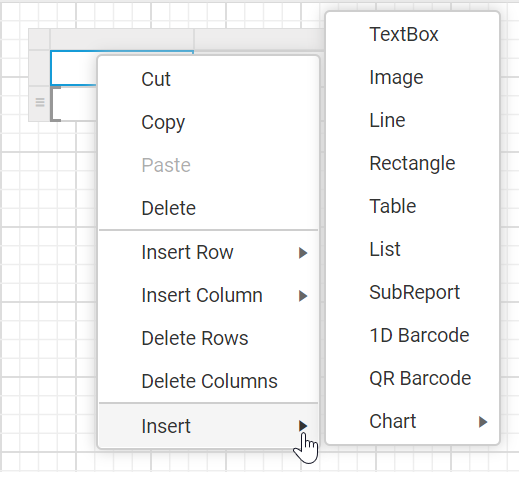 Cut
Copy
Paste
Delete
Insert Row
Insert Column
Delete Rows
Delete Columns
Insert
TextBox
Image
Line
Rectangle
Table
List
SubReport
1D Barcode
QR Barcode
Chart